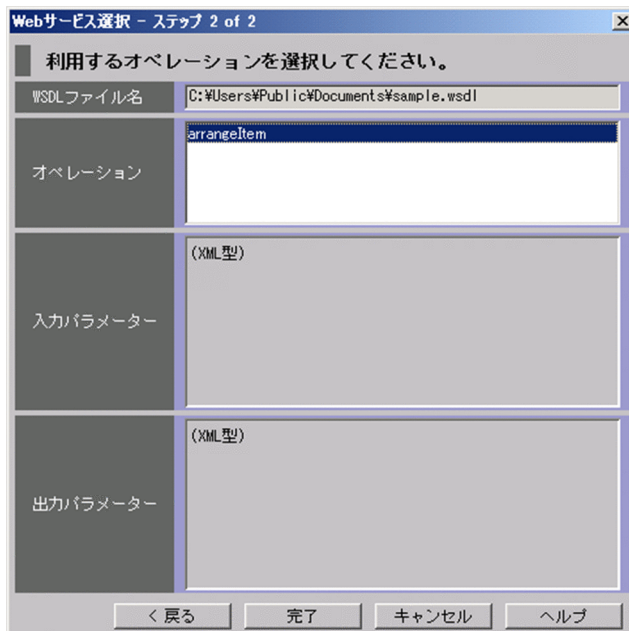 Webサービス選択 - ステップ 2 of 2
利用するオペレーションを選択してください。
WSDLファイル名
C:¥Users¥Public¥Documents¥sample.wsdl
オペレーション
arrangeItem
入力パラメーター
(XML型)
出力パラメーター
(XML型)
< 戻る 完了 キャンセル ヘルプ